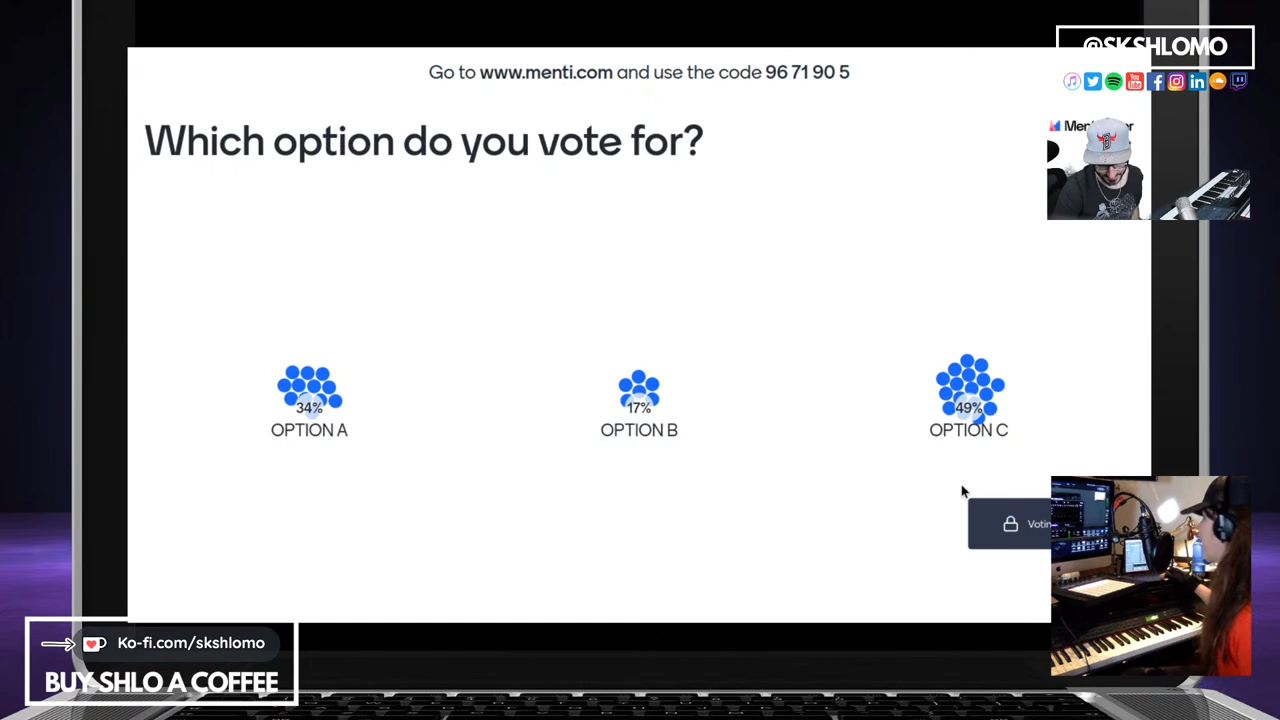 @SKSHLOMO
Go to www.menti.com and use the code 96 71 90 5
Which option do you vote for?
34%
17%
49%
OPTION A
OPTION B
OPTION C
Ko-fi.com/skshlomo
BUY SHLO A COFFEE